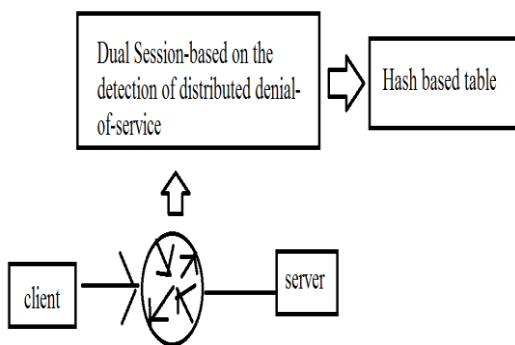 Dual Session-based on the
detection of distributed denial-
of-service
Hash based table
client
server